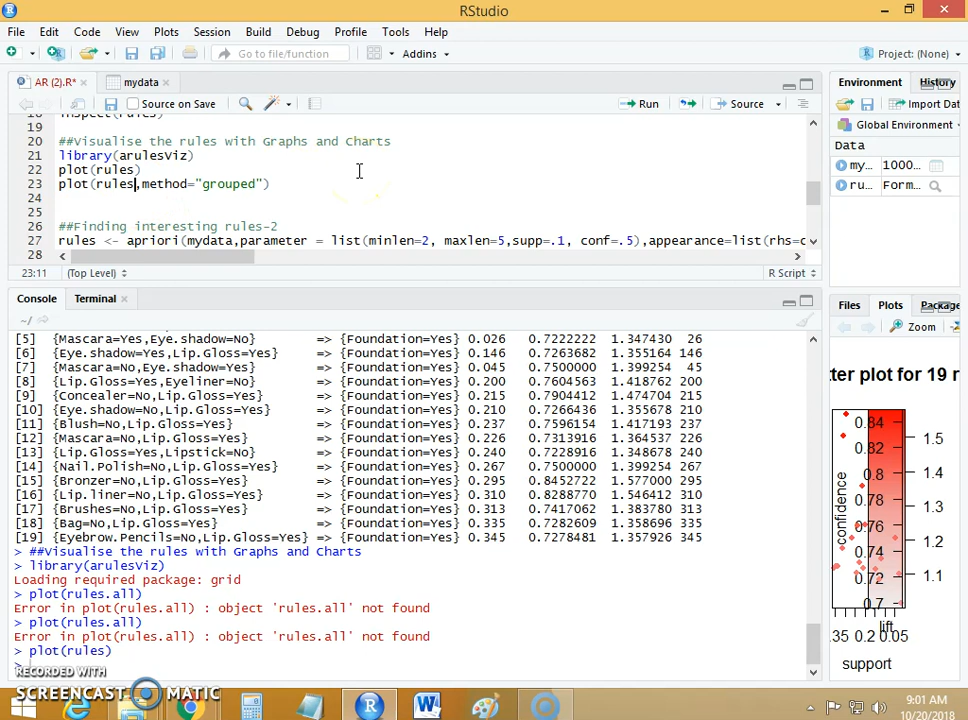 RStudio
File Edit Code View Plots Session Build Debug Profile Tools Help
Go to file/function Addins Project: (None)
AR (2).R* mydata Environment History
Source on Save Run Source Import Dat
Global Environment
Data
my... 1000...
ru... Form...
19
20 ##Visualise the rules with Graphs and Charts
21 library(arulesViz)
22 plot(rules)
23 plot(rules,method="grouped")
24
25
26 ##Finding interesting rules-2
27 rules <- apriori(mydata,parameter = list(minlen=2, maxlen=5,supp=.1, conf=.5),appearance=list(rhs=c
28
23:11 (Top Level) R Script
Console Terminal
~/
[5] {Mascara=Yes,Eye.shadow=No} => {Foundation=Yes} 0.026 0.7222222 1.347430 26
[6] {Eye.shadow=Yes,Lip.Gloss=Yes} => {Foundation=Yes} 0.146 0.7263682 1.355164 146
[7] {Mascara=No,Eye.shadow=Yes} => {Foundation=Yes} 0.045 0.7500000 1.399254 45
[8] {Lip.Gloss=Yes,Eyeliner=No} => {Foundation=Yes} 0.200 0.7604563 1.418762 200
[9] {Concealer=No,Lip.Gloss=Yes} => {Foundation=Yes} 0.215 0.7904412 1.474704 215
[10] {Eye.shadow=No,Lip.Gloss=Yes} => {Foundation=Yes} 0.210 0.7266436 1.355678 210
[11] {Blush=No,Lip.Gloss=Yes} => {Foundation=Yes} 0.237 0.7596154 1.417193 237
[12] {Mascara=No,Lip.Gloss=Yes} => {Foundation=Yes} 0.226 0.7313916 1.364537 226
[13] {Lip.Gloss=Yes,Lipstick=No} => {Foundation=Yes} 0.240 0.7228916 1.348678 240
[14] {Nail.Polish=No,Lip.Gloss=Yes} => {Foundation=Yes} 0.267 0.7500000 1.399254 267
[15] {Bronzer=No,Lip.Gloss=Yes} => {Foundation=Yes} 0.295 0.8452722 1.577000 295
[16] {Lip.liner=No,Lip.Gloss=Yes} => {Foundation=Yes} 0.310 0.8288770 1.546412 310
[17] {Brushes=No,Lip.Gloss=Yes} => {Foundation=Yes} 0.313 0.7417062 1.383780 313
[18] {Bag=No,Lip.Gloss=Yes} => {Foundation=Yes} 0.335 0.7282609 1.358696 335
[19] {Eyebrow.Pencils=No,Lip.Gloss=Yes} => {Foundation=Yes} 0.345 0.7278481 1.357926 345
> ##Visualise the rules with Graphs and Charts
> library(arulesViz)
Loading required package: grid
> plot(rules.all)
Error in plot(rules.all) : object 'rules.all' not found
> plot(rules.all)
Error in plot(rules.all) : object 'rules.all' not found
> plot(rules)
>
Files Plots Package
Zoom
tter plot for 19 r
0.84
0.82
0.8
0.78
0.76
0.74
0.72
0.7
confidence
1.5
1.4
1.3
1.2
1.1
lift
.35 0.2 0.05
support
RECORDED WITH
SCREENCAST MATIC
9:01 AM
10/20/2018